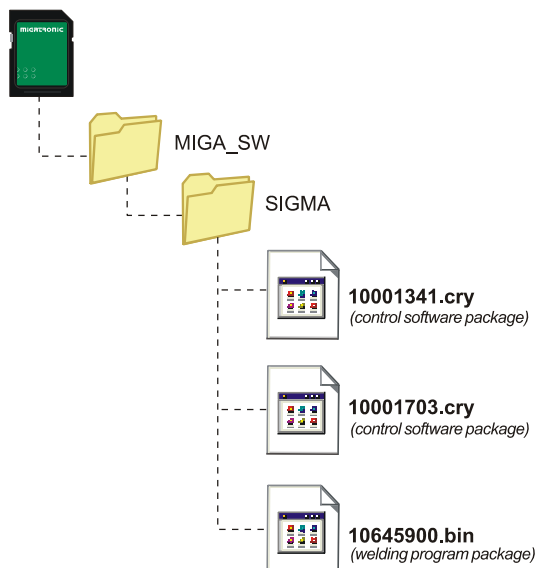 MIGATRONIC
MIGA_SW
SIGMA
10001341.cry
(control software package)
10001703.cry
(control software package)
10645900.bin
(welding program package)